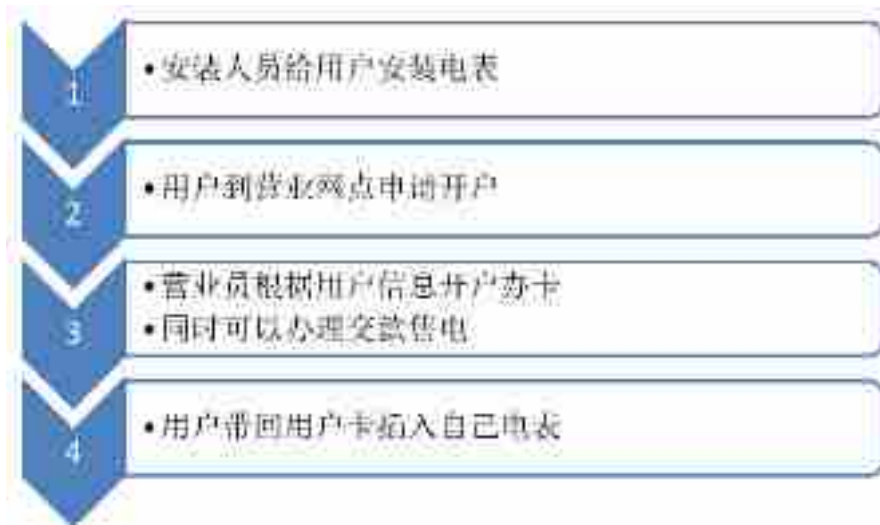 1
•安装人员给用户安装电表
2
•用户到营业网点申请开户
3
•营业员根据用户信息开户办卡
•同时可以办理交款售电
4
•用户带回用户卡插入自己电表